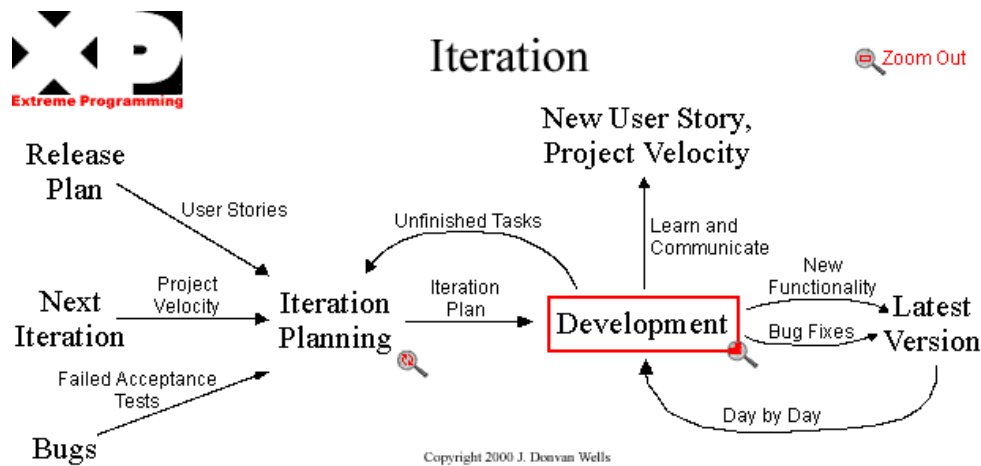 XP
Extreme Programming
Iteration
Zoom Out
New User Story,
Project Velocity
Release
Plan
User Stories
Unfinished Tasks
Learn and
Communicate
Next
Iteration
Project
Velocity
Iteration
Planning
Iteration
Plan
Development
New
Functionality
Bug Fixes
Latest
Version
Failed Acceptance
Tests
Bugs
Day by Day
Copyright 2000 J. Donvan Wells